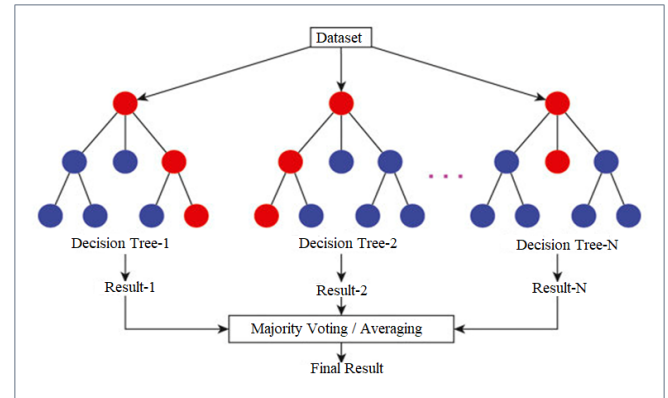 Dataset
Decision Tree-1
Decision Tree-2
Decision Tree-N
Result-1
Result-2
Result-N
Majority Voting / Averaging
Final Result